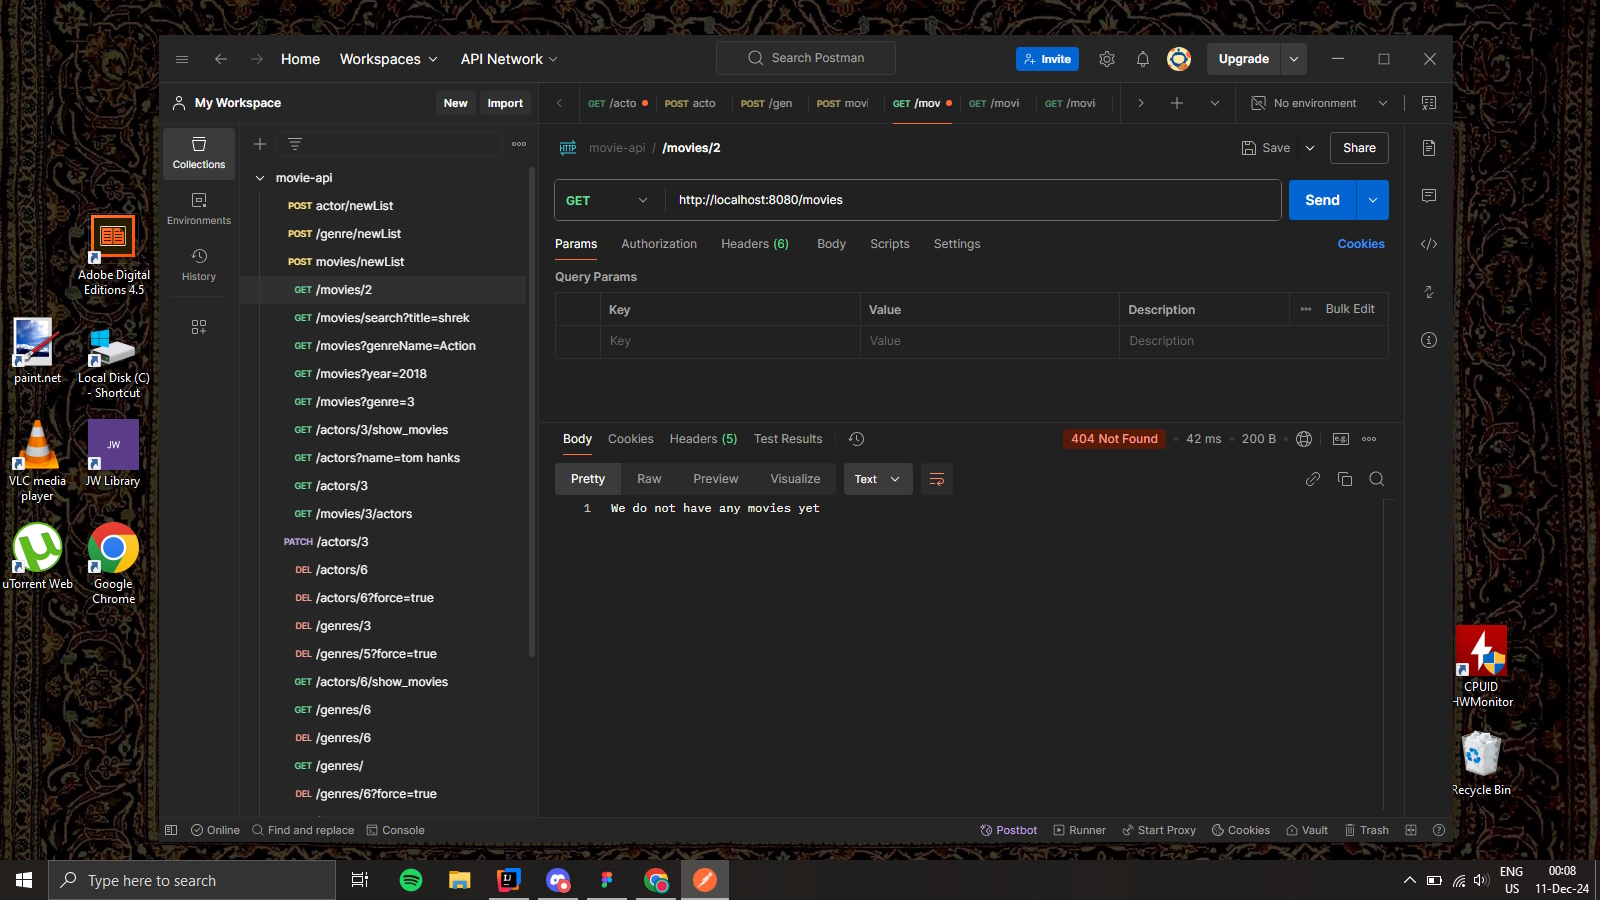 Home
Workspaces
API Network
Search Postman
Invite
Upgrade
My Workspace
New
Import
GET /acto
POST acto
POST /gen
POST movi
GET /mov
GET /movi
GET /movi
No environment
Collections
Environments
History
movie-api
POST actor/newList
POST /genre/newList
POST movies/newList
GET /movies/2
GET /movies/search?title=shrek
GET /movies?genreName=Action
GET /movies?year=2018
GET /movies?genre=3
GET /actors/3/show_movies
GET /actors?name=tom hanks
GET /actors/3
GET /movies/3/actors
PATCH /actors/3
DEL /actors/6
DEL /actors/6?force=true
DEL /genres/3
DEL /genres/5?force=true
GET /actors/6/show_movies
GET /genres/6
DEL /genres/6
GET /genres/
DEL /genres/6?force=true
HTTP movie-api / /movies/2
Save
Share
GET
http://localhost:8080/movies
Send
Params
Authorization
Headers (6)
Body
Scripts
Settings
Cookies
Query Params
Key
Value
Description
Bulk Edit
Key
Value
Description
Body
Cookies
Headers (5)
Test Results
404 Not Found
42 ms
200 B
e.g.
Pretty
Raw
Preview
Visualize
Text
1 We do not have any movies yet
Online
Find and replace
Console
Postbot
Runner
Start Proxy
Cookies
Vault
Trash
Adobe Digital
Editions 4.5
paint.net
Local Disk (C)
- Shortcut
VLC media
player
JW
JW Library
uTorrent Web
Google
Chrome
CPUID
HWMonitor
Recycle Bin
Type here to search
ENG
US
00:08
11-Dec-24